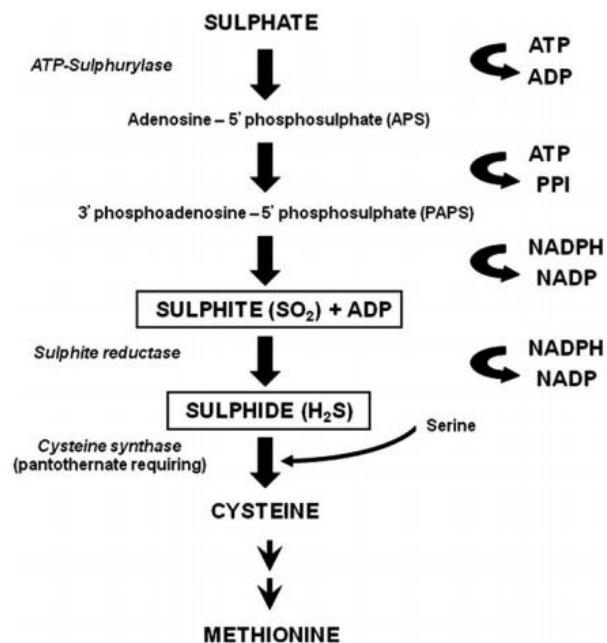 SULPHATE
ATP-Sulphurylase
ATP
ADP
Adenosine – 5' phosphosulphate (APS)
ATP
PPI
3' phosphoadenosine – 5' phosphosulphate (PAPS)
NADPH
NADP
SULPHITE (SO₂) + ADP
Sulphite reductase
NADPH
NADP
SULPHIDE (H₂S)
Serine
Cysteine synthase
(pantothernate requiring)
CYSTEINE
METHIONINE